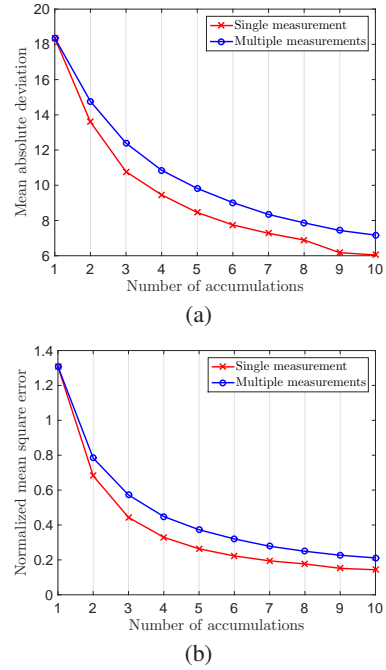 20
18
16
14
12
10
8
6
Mean absolute deviation
Single measurement
Multiple measurements
1 2 3 4 5 6 7 8 9 10
Number of accumulations
(a)
1.4
1.2
1
0.8
0.6
0.4
0.2
0
Normalized mean square error
Single measurement
Multiple measurements
1 2 3 4 5 6 7 8 9 10
Number of accumulations
(b)